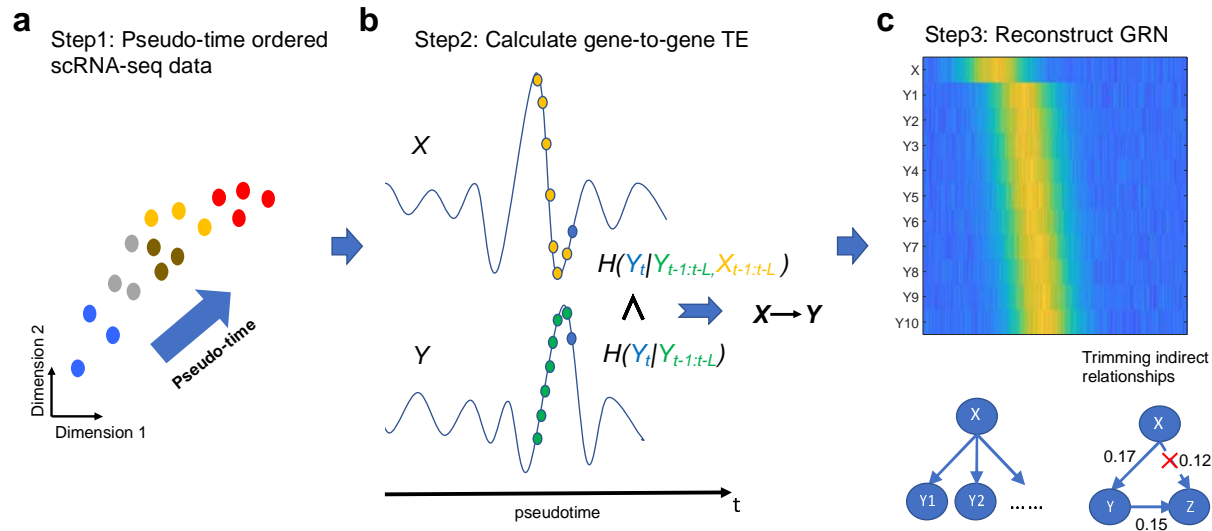 a
Step1: Pseudo-time ordered
scRNA-seq data
Dimension 2
Dimension 1
Pseudo-time
b
Step2: Calculate gene-to-gene TE
X
Y
H(Yt|Yt-1:t-L,Xt-1:t-L)
∧
H(Yt|Yt-1:t-L)
X→Y
t
pseudotime
c
Step3: Reconstruct GRN
X
Y1
Y2
Y3
Y4
Y5
Y6
Y7
Y8
Y9
Y10
Trimming indirect
relationships
X
Y1
Y2
......
X
0.17
0.12
Y
Z
0.15